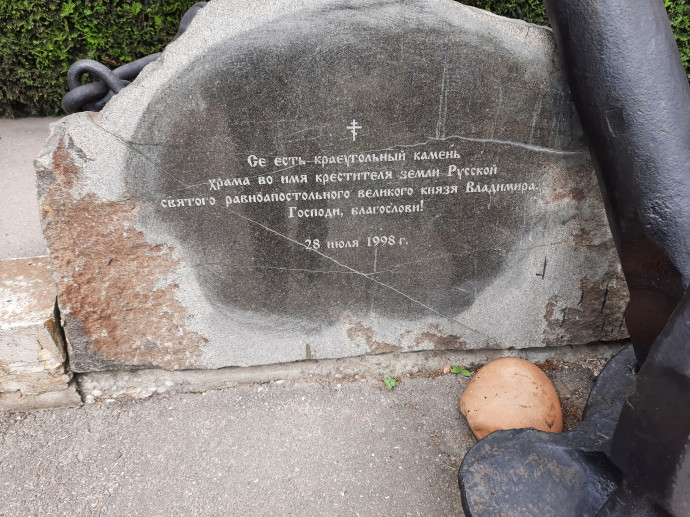 Се есть краеугольный камень
храма во имя крестителя земли Русской
святого равноапостольного великого князя Владимира.
Господи, благослови!
28 июля 1998 г.